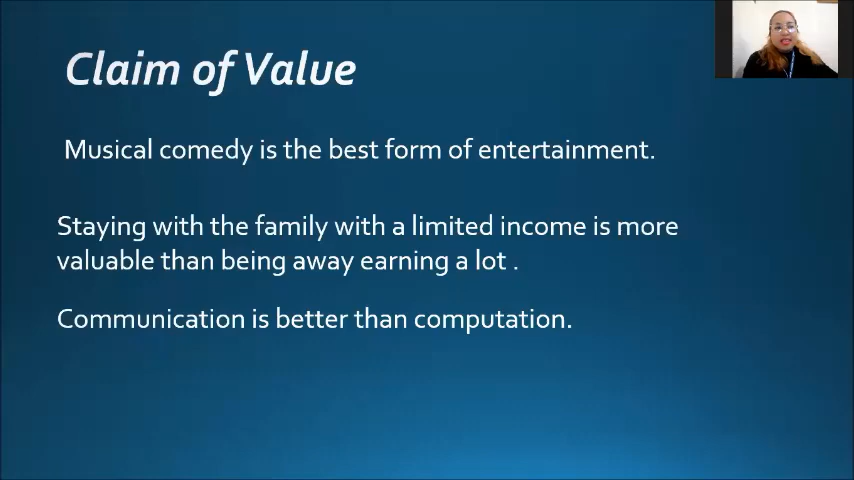 Claim of Value
Musical comedy is the best form of entertainment.
Staying with the family with a limited income is more
valuable than being away earning a lot .
Communication is better than computation.